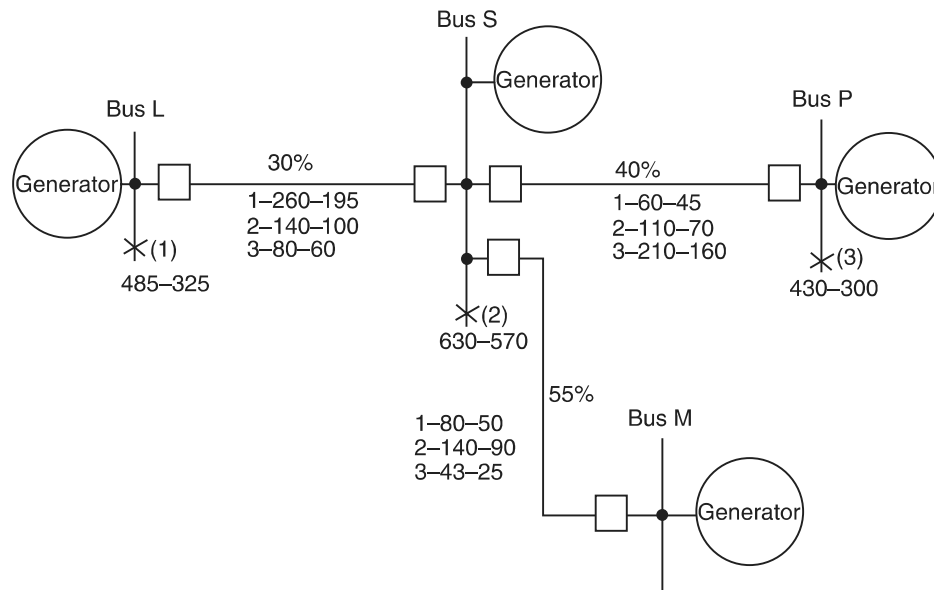 Bus S
Generator
Bus L
Generator
30%
1–260–195
2–140–100
3–80–60
(1)
485–325
Bus P
Generator
40%
1–60–45
2–110–70
3–210–160
(3)
430–300
(2)
630–570
55%
1–80–50
2–140–90
3–43–25
Bus M
Generator